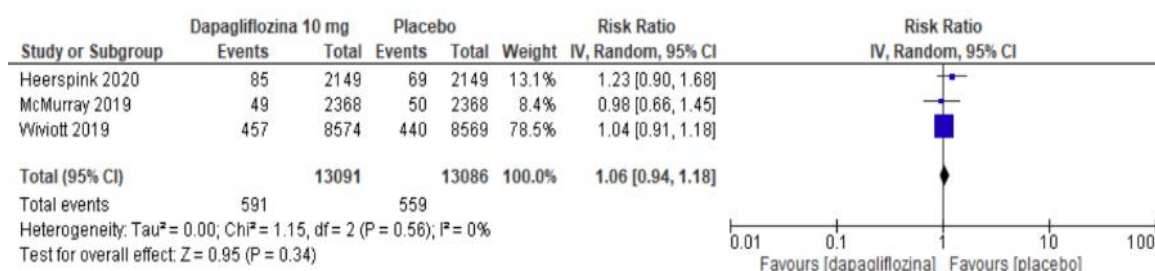 Dapagliflozina 10 mg Placebo Risk Ratio Risk Ratio
Study or Subgroup Events Total Events Total Weight IV, Random, 95% CI IV, Random, 95% CI
Heerspink 2020 85 2149 69 2149 13.1% 1.23 [0.90, 1.68]
McMurray 2019 49 2368 50 2368 8.4% 0.98 [0.66, 1.45]
Wiviott 2019 457 8574 440 8569 78.5% 1.04 [0.91, 1.18]
Total (95% CI) 13091 13086 100.0% 1.06 [0.94, 1.18]
Total events 591 559
Heterogeneity: Tau² = 0.00; Chi² = 1.15, df = 2 (P = 0.56); I² = 0%
Test for overall effect: Z = 0.95 (P = 0.34)
0.01 0.1 1 10 100
Favours [dapagliflozina] Favours [placebo]